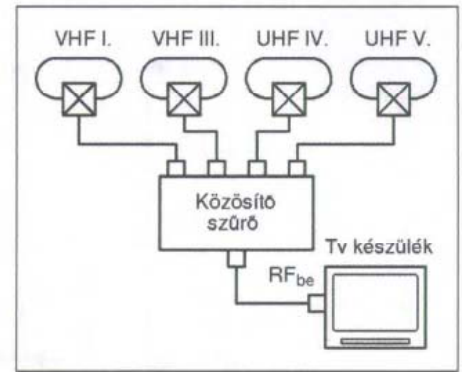 VHF I. VHF III. UHF IV. UHF V.
Közösítő
szűrő
Tv készülék
RFbe